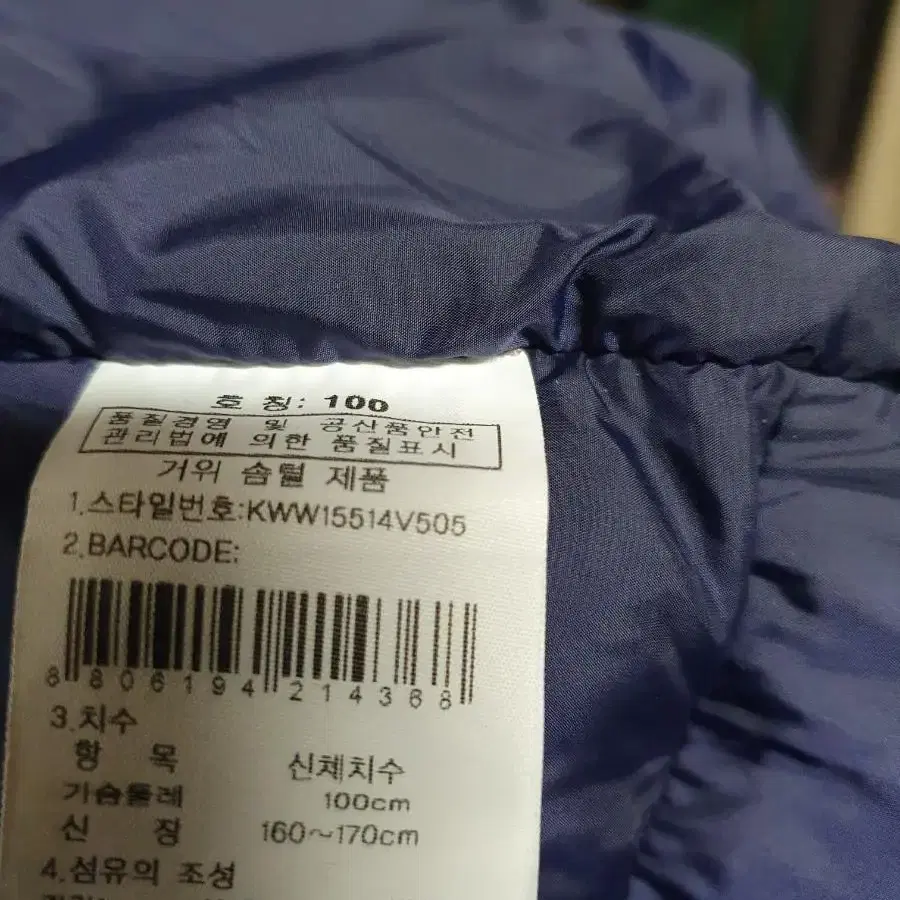 호 칭: 100
품질경영 및 공산품안전
관리법에 의한 품질표시
거위 솜털 제품
1.스타일번호:KWW15514V505
2.BARCODE:
8 806194 214368
3.치수
항 목 신체치수
가슴둘레 100cm
신 장 160~170cm
4.섬유의 조성